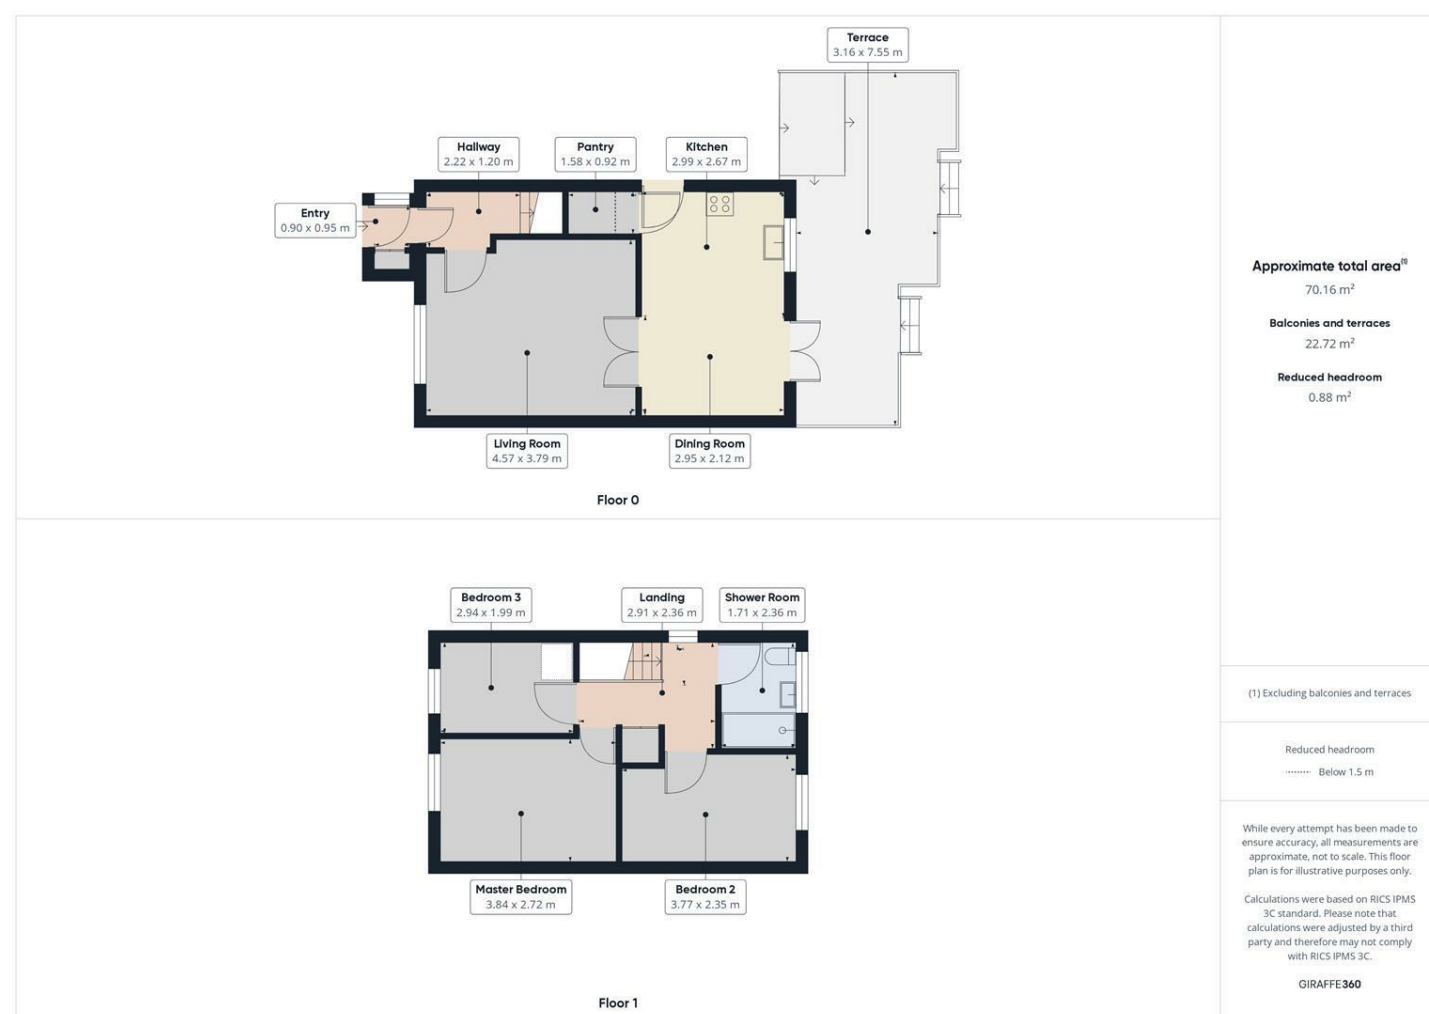 Terrace
3.16 x 7.55 m
Hallway
2.22 x 1.20 m
Pantry
1.58 x 0.92 m
Kitchen
2.99 x 2.67 m
Entry
0.90 x 0.95 m
Living Room
4.57 x 3.79 m
Dining Room
2.95 x 2.12 m
Floor 0
Bedroom 3
2.94 x 1.99 m
Landing
2.91 x 2.36 m
Shower Room
1.71 x 2.36 m
Master Bedroom
3.84 x 2.72 m
Bedroom 2
3.77 x 2.35 m
Floor 1
Approximate total area(1)
70.16 m²
Balconies and terraces
22.72 m²
Reduced headroom
0.88 m²
(1) Excluding balconies and terraces
Reduced headroom
Below 1.5 m
While every attempt has been made to
ensure accuracy, all measurements are
approximate, not to scale. This floor
plan is for illustrative purposes only.
Calculations were based on RICS IPMS
3C standard. Please note that
calculations were adjusted by a third
party and therefore may not comply
with RICS IPMS 3C.
GIRAFFE360